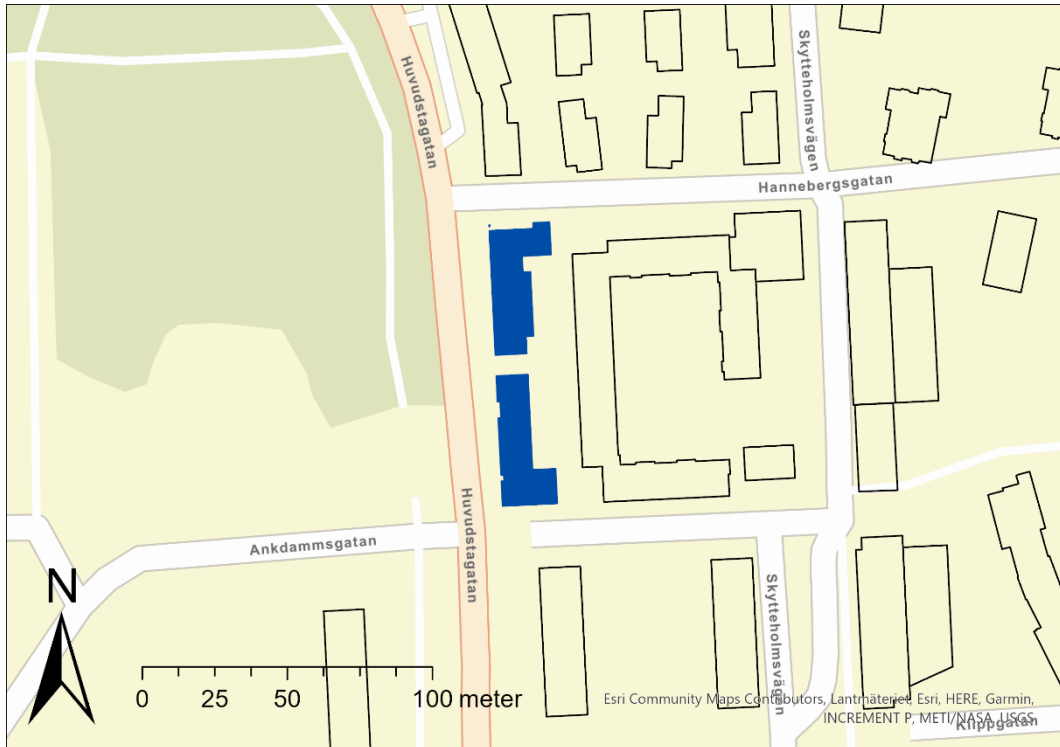 Huvudstagatan
Skytteholmsvägen
Hannebergsgatan
Huvudstagatan
Ankdammsgatan
Skytteholmsvägen
N
0 25 50 100 meter
Esri Community Maps Contributors, Lantmäteriet, Esri, HERE, Garmin,
INCREMENT P, METI/NASA, USGS
Klippgatan